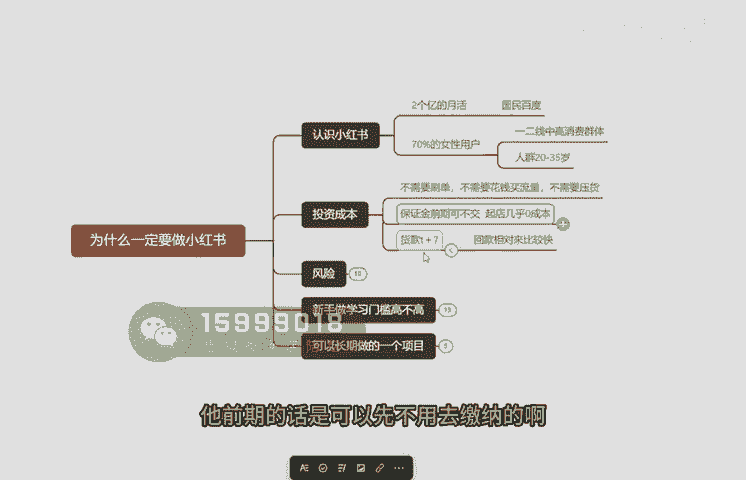 为什么一定要做小红书
认识小红书
2个亿的月活
国民百度
70%的女性用户
一二线中高消费群体
人群20-35岁
投资成本
不需要刷单，不需要花钱买流量，不需要压货
保证金前期可不交 起店几乎0成本
货款t + 7
回款相对来比较快
风险
10
新手做学习门槛高不高
可以长期做的一个项目
15999018
他前期的话是可以先不用去缴纳的啊